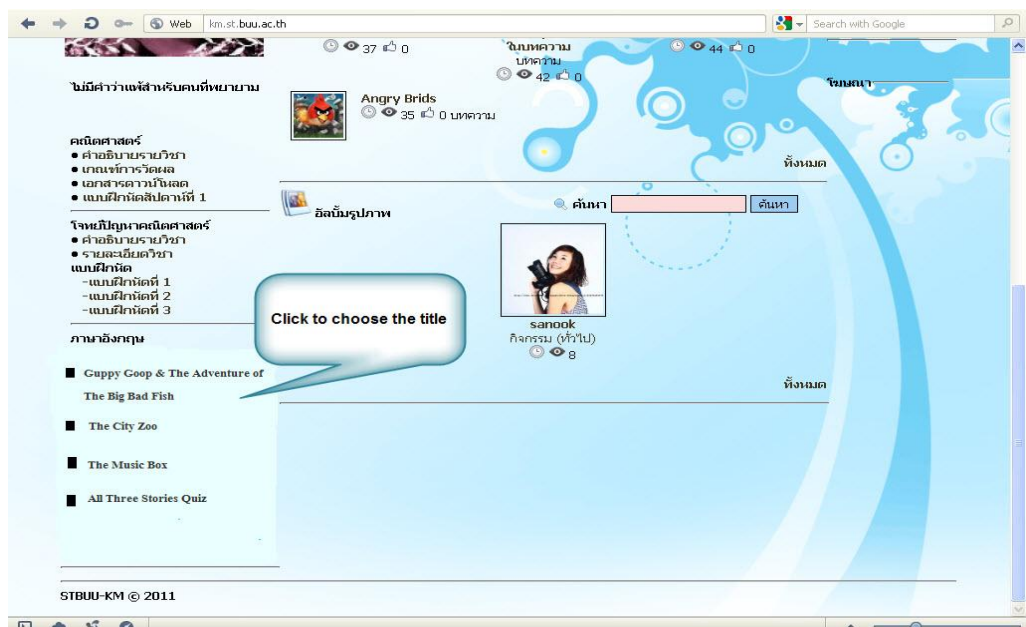 Web km.st.buu.ac.th Search with Google
37 0
ในบทความ
บทความ
42 0
44 0
ไม่มีคำว่าแพ้สำหรับคนที่พยายาม
โฆษณา
Angry Brids
35 0 บทความ
ทั้งหมด
คณิตศาสตร์
● คำอธิบายรายวิชา
● เกณฑ์การวัดผล
● เอกสารดาวน์โหลด
● แบบฝึกหัดสัปดาห์ที่ 1
โจทย์ปัญหาคณิตศาสตร์
● คำอธิบายรายวิชา
● รายละเอียดวิชา
แบบฝึกหัด
-แบบฝึกหัดที่ 1
-แบบฝึกหัดที่ 2
-แบบฝึกหัดที่ 3
ภาษาอังกฤษ
■ Guppy Goop & The Adventure of
The Big Bad Fish
■ The City Zoo
■ The Music Box
■ All Three Stories Quiz
Click to choose the title
อัลบั้มรูปภาพ
ค้นหา ค้นหา
sanook
กิจกรรม (ทั่วไป)
8
ทั้งหมด
STBUU-KM © 2011